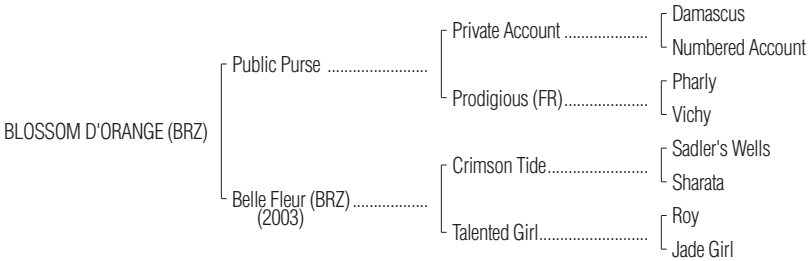 Damascus
Private Account ....................
Numbered Account
Public Purse ........................
Pharly
Prodigious (FR)....................
Vichy
BLOSSOM D'ORANGE (BRZ)
Sadler's Wells
Crimson Tide........................
Sharata
Belle Fleur (BRZ) ..................
(2003)
Roy
Talented Girl..........................
Jade Girl